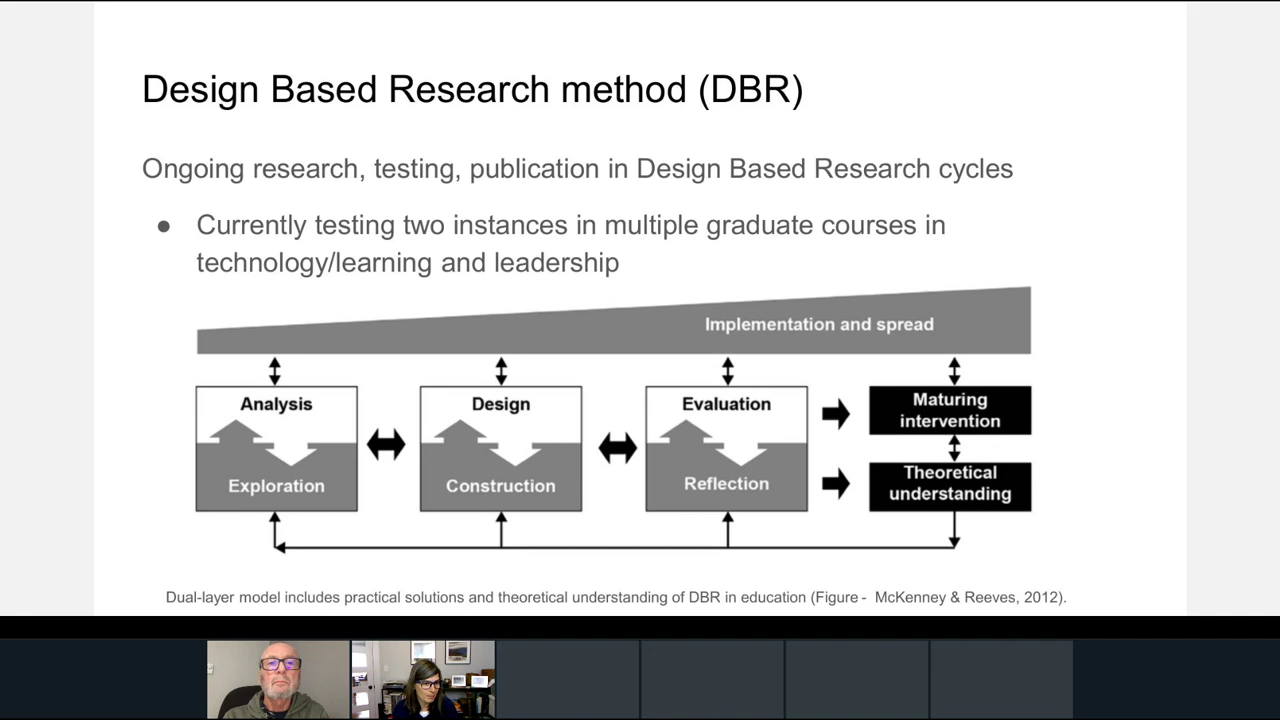 Design Based Research method (DBR)
Ongoing research, testing, publication in Design Based Research cycles
● Currently testing two instances in multiple graduate courses in
technology/learning and leadership
Implementation and spread
Analysis
Exploration
Design
Construction
Evaluation
Reflection
Maturing
intervention
Theoretical
understanding
Dual-layer model includes practical solutions and theoretical understanding of DBR in education (Figure - McKenney & Reeves, 2012).